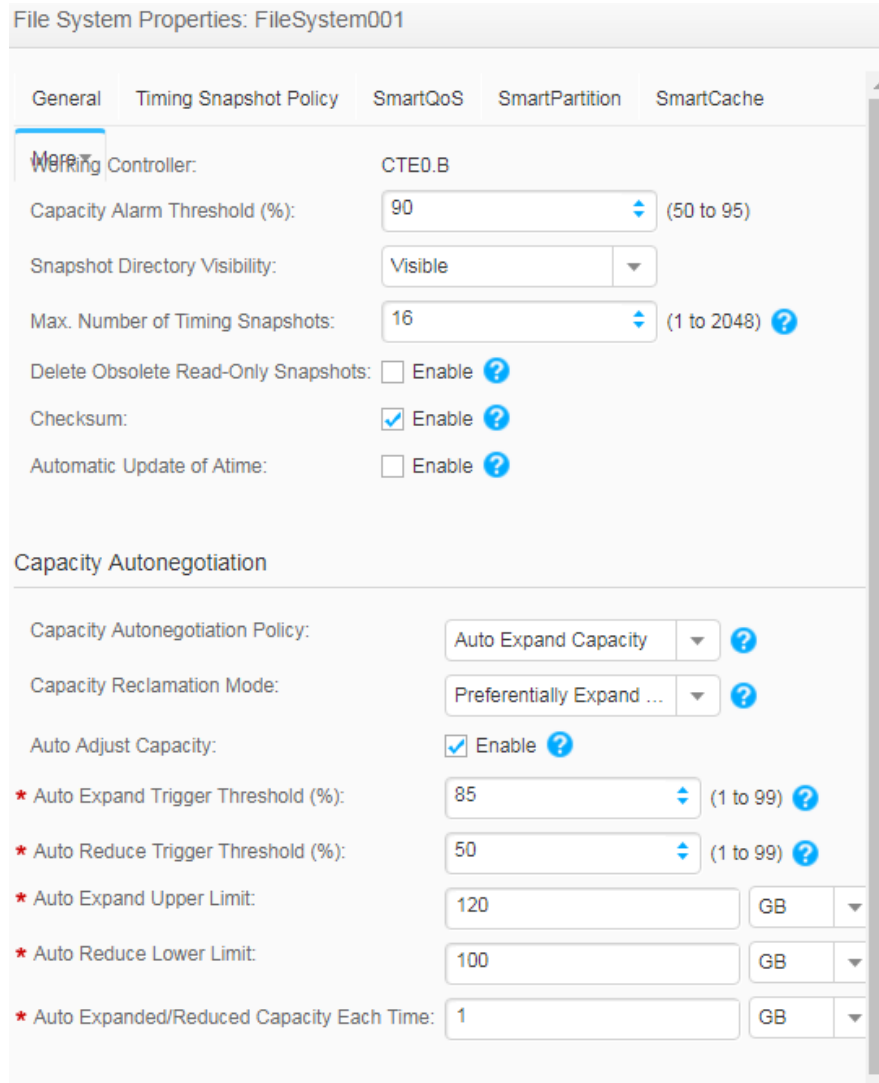 File System Properties: FileSystem001
General Timing Snapshot Policy SmartQoS SmartPartition SmartCache
More
Working Controller: CTE0.B
Capacity Alarm Threshold (%): 90 (50 to 95)
Snapshot Directory Visibility: Visible
Max. Number of Timing Snapshots: 16 (1 to 2048) ?
Delete Obsolete Read-Only Snapshots: Enable ?
Checksum: Enable ?
Automatic Update of Atime: Enable ?
Capacity Autonegotiation
Capacity Autonegotiation Policy: Auto Expand Capacity ?
Capacity Reclamation Mode: Preferentially Expand ... ?
Auto Adjust Capacity: Enable ?
* Auto Expand Trigger Threshold (%): 85 (1 to 99) ?
* Auto Reduce Trigger Threshold (%): 50 (1 to 99) ?
* Auto Expand Upper Limit: 120 GB
* Auto Reduce Lower Limit: 100 GB
* Auto Expanded/Reduced Capacity Each Time: 1 GB